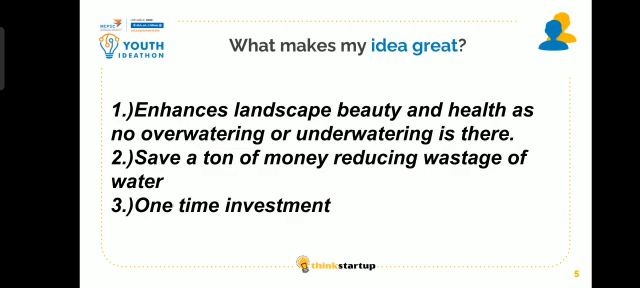 MEPSC
YOUTH
IDEATHON
What makes my idea great?
1.)Enhances landscape beauty and health as
no overwatering or underwatering is there.
2.)Save a ton of money reducing wastage of
water
3.)One time investment
thinkstartup
5